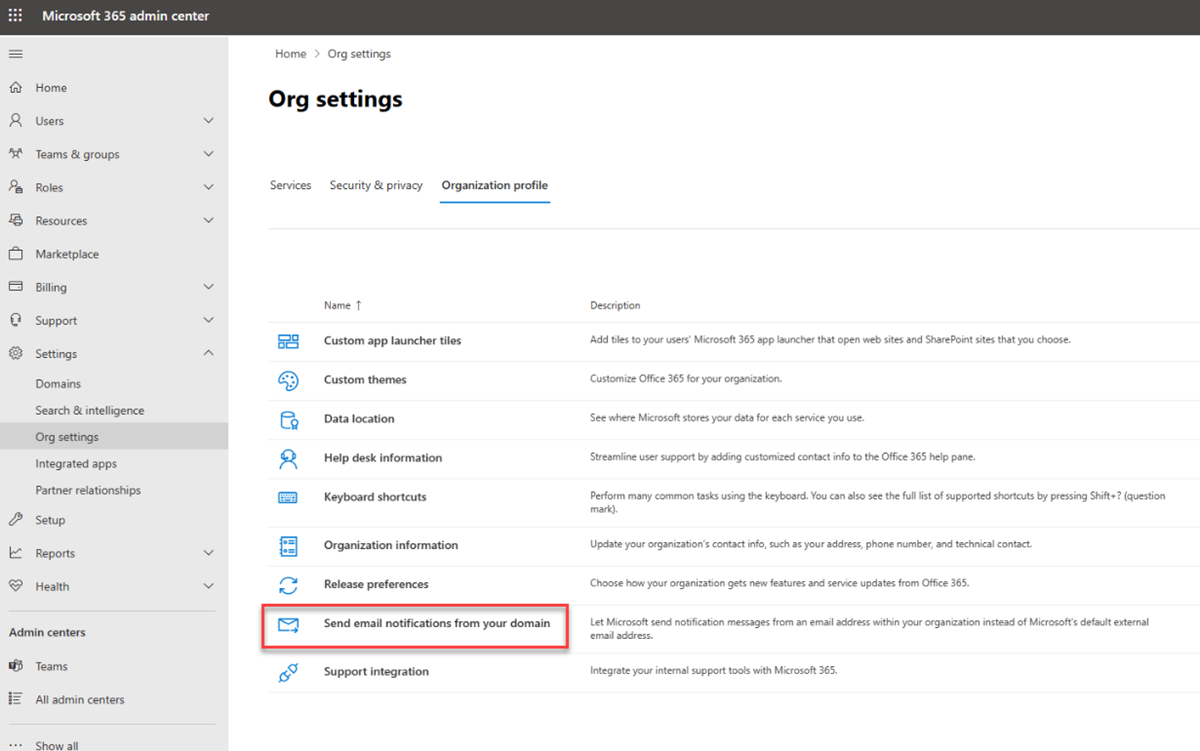 Microsoft 365 admin center
Home
Users
Teams & groups
Roles
Resources
Marketplace
Billing
Support
Settings
Domains
Search & intelligence
Org settings
Integrated apps
Partner relationships
Setup
Reports
Health
Admin centers
Teams
All admin centers
Show all
Home > Org settings
Org settings
Services Security & privacy Organization profile
Name ↑ Description
Custom app launcher tiles Add tiles to your users' Microsoft 365 app launcher that open web sites and SharePoint sites that you choose.
Custom themes Customize Office 365 for your organization.
Data location See where Microsoft stores your data for each service you use.
Help desk information Streamline user support by adding customized contact info to the Office 365 help pane.
Keyboard shortcuts Perform many common tasks using the keyboard. You can also see the full list of supported shortcuts by pressing Shift+? (question
mark).
Organization information Update your organization's contact info, such as your address, phone number, and technical contact.
Release preferences Choose how your organization gets new features and service updates from Office 365.
Send email notifications from your domain Let Microsoft send notification messages from an email address within your organization instead of Microsoft's default external
email address.
Support integration Integrate your internal support tools with Microsoft 365.